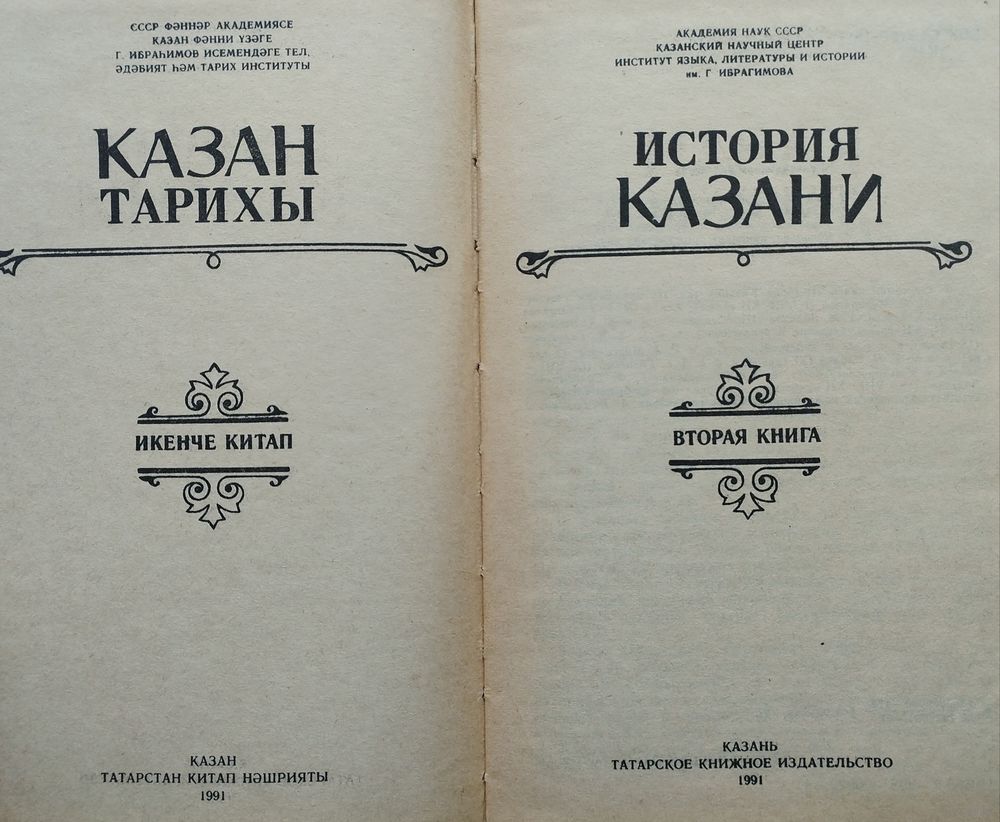 СССР ФӘННӘР АКАДЕМИЯСЕ
КАЗАН ФӘННИ ҮЗӘГЕ
Г. ИБРАҺИМОВ ИСЕМЕНДӘГЕ ТЕЛ,
ӘДӘБИЯТ ҺӘМ ТАРИХ ИНСТИТУТЫ
КАЗАН
ТАРИХЫ
ИКЕНЧЕ КИТАП
КАЗАН
ТАТАРСТАН КИТАП НӘШРИЯТЫ
1991
АКАДЕМИЯ НАУК СССР
КАЗАНСКИЙ НАУЧНЫЙ ЦЕНТР
ИНСТИТУТ ЯЗЫКА, ЛИТЕРАТУРЫ И ИСТОРИИ
им. Г ИБРАГИМОВА
ИСТОРИЯ
КАЗАНИ
ВТОРАЯ КНИГА
КАЗАНЬ
ТАТАРСКОЕ КНИЖНОЕ ИЗДАТЕЛЬСТВО
1991